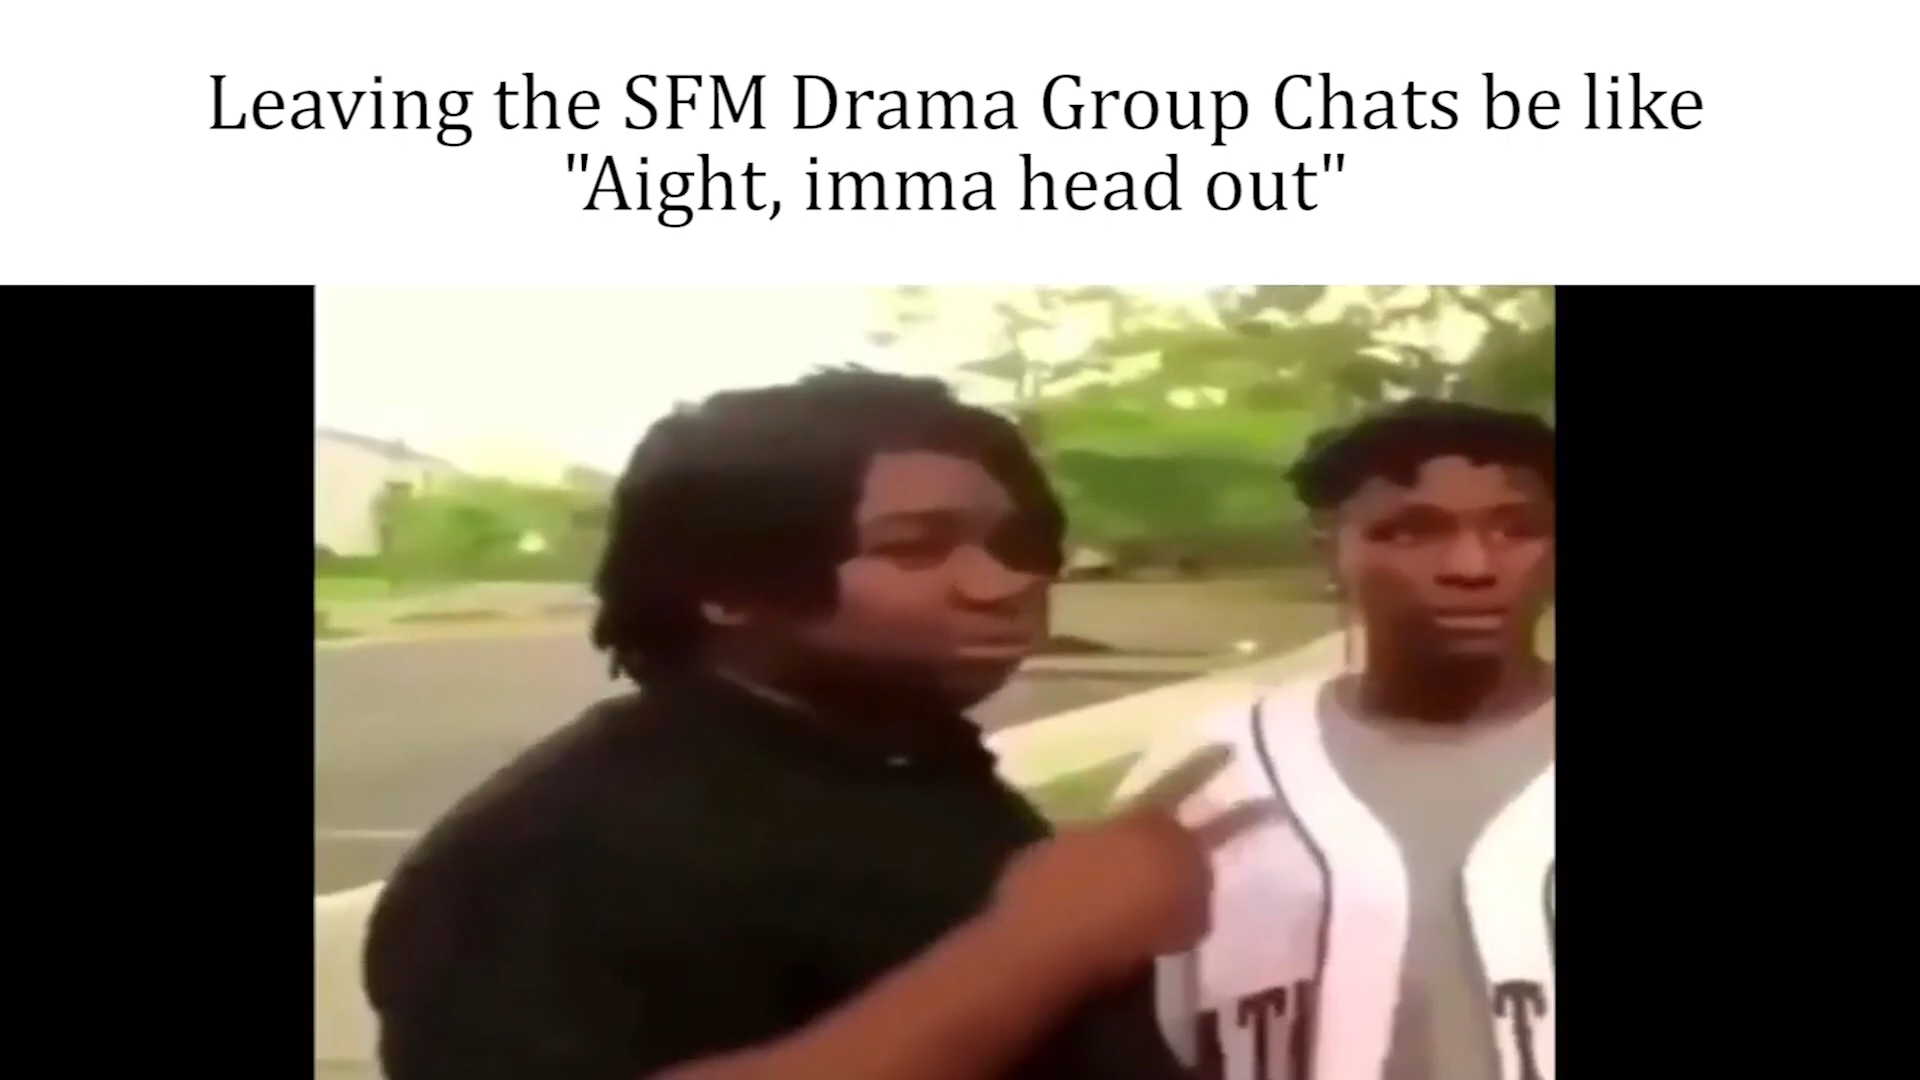 Leaving the SFM Drama Group Chats be like
"Aight, imma head out"